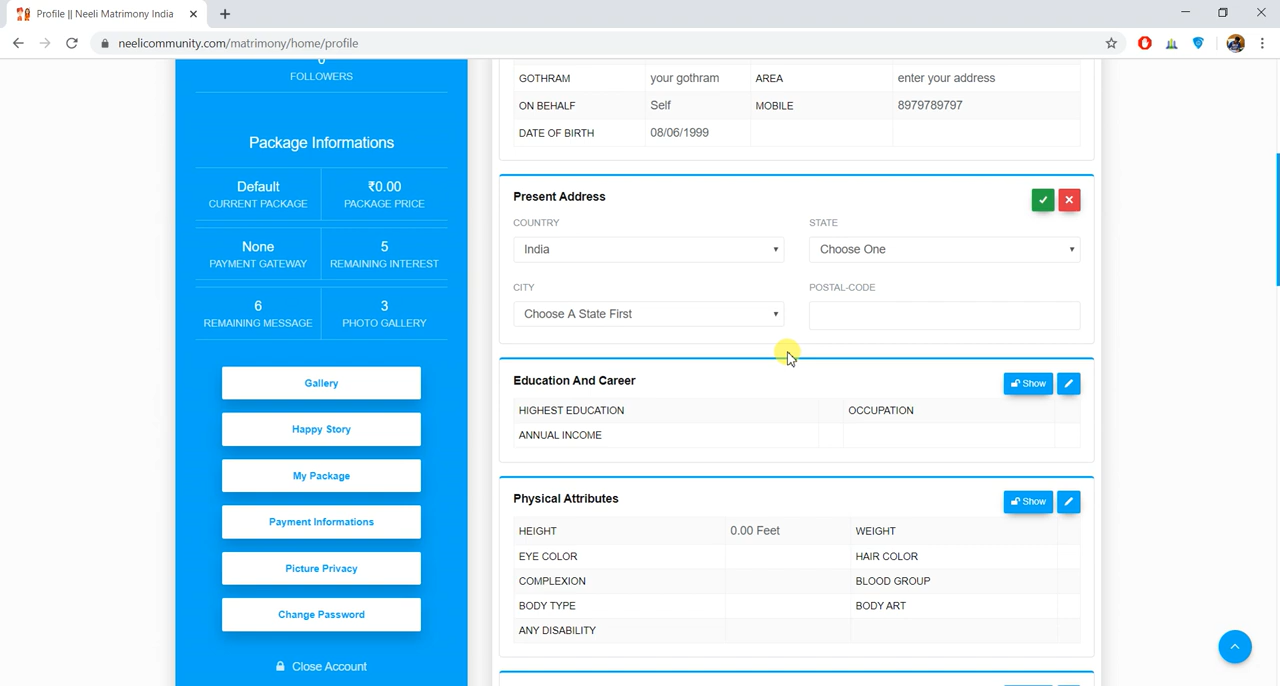 Profile || Neeli Matrimony India
neelicommunity.com/matrimony/home/profile
0
FOLLOWERS
Package Informations
Default
CURRENT PACKAGE
₹0.00
PACKAGE PRICE
None
PAYMENT GATEWAY
5
REMAINING INTEREST
6
REMAINING MESSAGE
3
PHOTO GALLERY
Gallery
Happy Story
My Package
Payment Informations
Picture Privacy
Change Password
Close Account
GOTHRAM your gothram AREA enter your address
ON BEHALF Self MOBILE 8979789797
DATE OF BIRTH 08/06/1999
Present Address
COUNTRY STATE
India Choose One
CITY POSTAL-CODE
Choose A State First
Education And Career Show
HIGHEST EDUCATION OCCUPATION
ANNUAL INCOME
Physical Attributes Show
HEIGHT 0.00 Feet WEIGHT
EYE COLOR HAIR COLOR
COMPLEXION BLOOD GROUP
BODY TYPE BODY ART
ANY DISABILITY